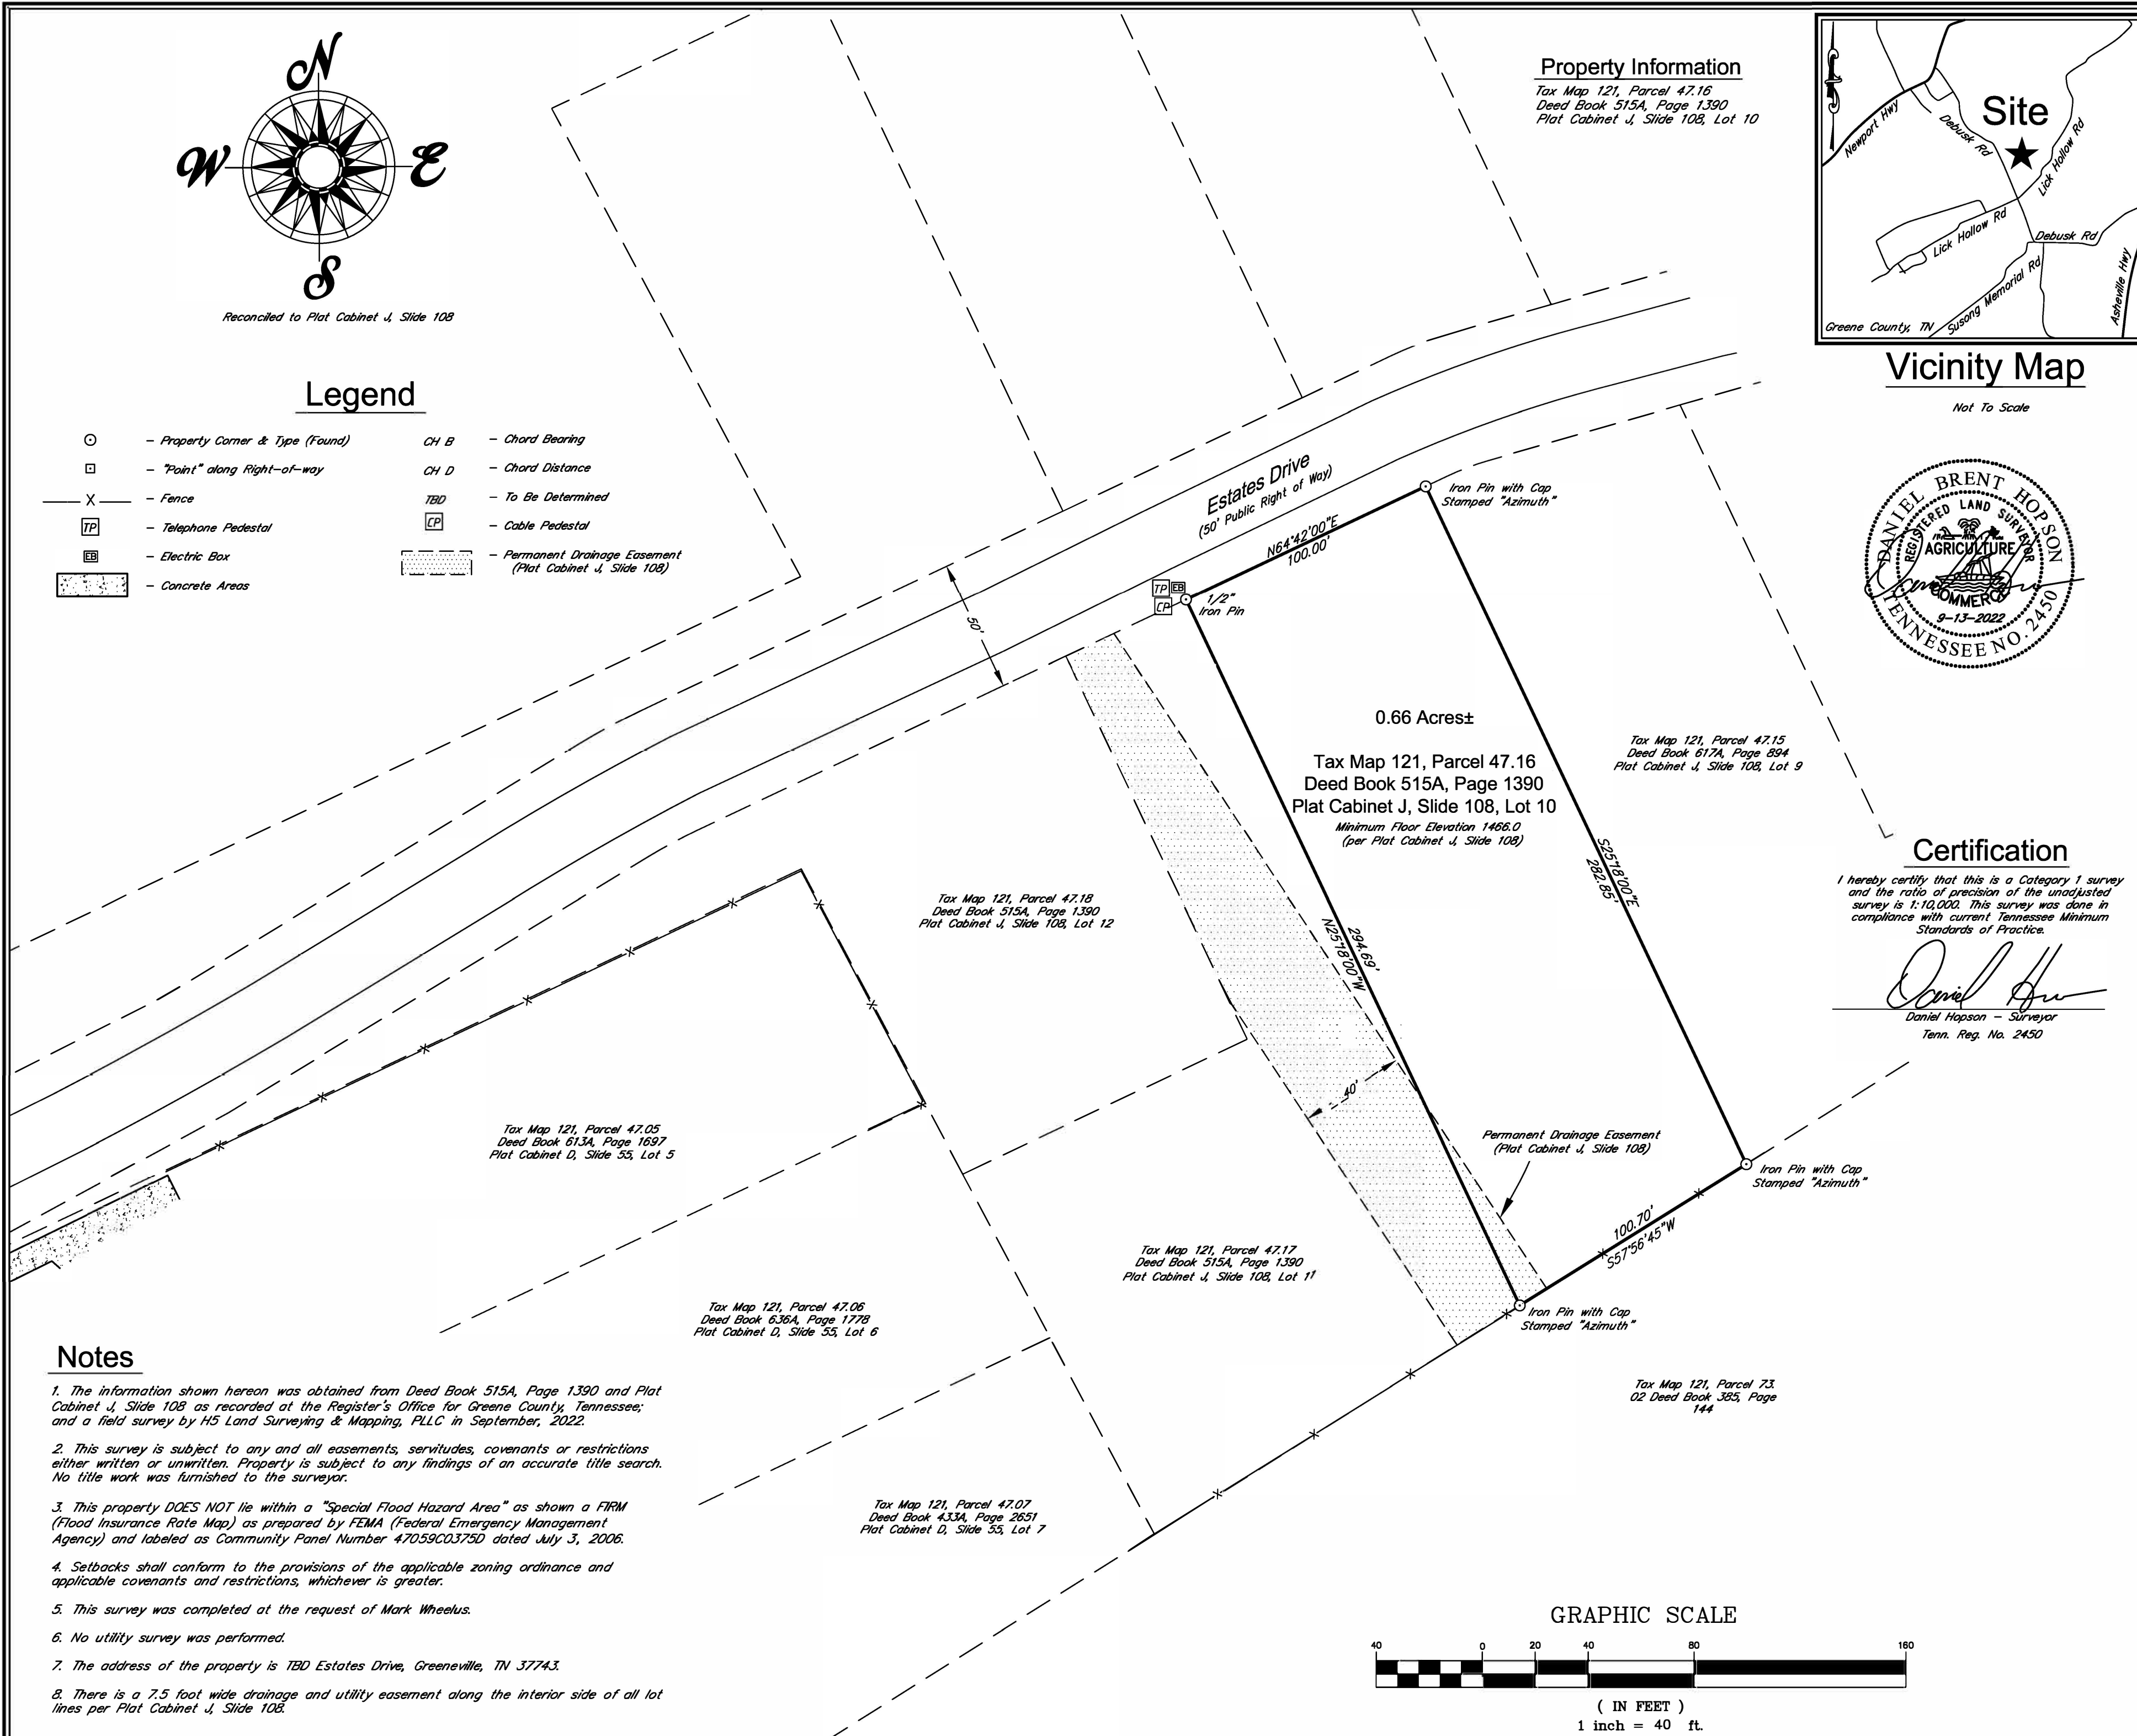 N
W
E
S
Reconciled to Plat Cabinet J, Slide 108
Property Information
Tax Map 121, Parcel 47.16
Deed Book 515A, Page 1390
Plat Cabinet J, Slide 108, Lot 10
Newport Hwy
Debusk Rd
Site
Lick Hollow Rd
Lick Hollow Rd
Debusk Rd
Susong Memorial Rd
Asheville Hwy
Greene County, TN
Vicinity Map
Not To Scale
Legend
– Property Corner & Type (Found)
– "Point" along Right-of-way
X – Fence
TP – Telephone Pedestal
EB – Electric Box
– Concrete Areas
CH B – Chord Bearing
CH D – Chord Distance
TBD – To Be Determined
CP – Cable Pedestal
– Permanent Drainage Easement
(Plat Cabinet J, Slide 108)
DANIEL BRENT HOPSON
REGISTERED LAND SURVEYOR
AGRICULTURE
COMMERCE
9-13-2022
TENNESSEE NO. 2450
Estates Drive
(50' Public Right of Way)
Iron Pin with Cap
Stamped "Azimuth"
N64°42'00"E
100.00'
TP EB
CP
1/2"
Iron Pin
50'
0.66 Acres±
Tax Map 121, Parcel 47.16
Deed Book 515A, Page 1390
Plat Cabinet J, Slide 108, Lot 10
Minimum Floor Elevation 1466.0
(per Plat Cabinet J, Slide 108)
Tax Map 121, Parcel 47.15
Deed Book 617A, Page 894
Plat Cabinet J, Slide 108, Lot 9
S25°18'00"E
282.85'
294.69'
N25°18'00"W
Certification
I hereby certify that this is a Category 1 survey
and the ratio of precision of the unadjusted
survey is 1:10,000. This survey was done in
compliance with current Tennessee Minimum
Standards of Practice.
Daniel Hopson – Surveyor
Tenn. Reg. No. 2450
Tax Map 121, Parcel 47.18
Deed Book 515A, Page 1390
Plat Cabinet J, Slide 108, Lot 12
40'
Tax Map 121, Parcel 47.05
Deed Book 613A, Page 1697
Plat Cabinet D, Slide 55, Lot 5
Permanent Drainage Easement
(Plat Cabinet J, Slide 108)
Iron Pin with Cap
Stamped "Azimuth"
100.70'
S57°56'45"W
Tax Map 121, Parcel 47.17
Deed Book 515A, Page 1390
Plat Cabinet J, Slide 108, Lot 11
Iron Pin with Cap
Stamped "Azimuth"
Tax Map 121, Parcel 47.06
Deed Book 636A, Page 1778
Plat Cabinet D, Slide 55, Lot 6
Tax Map 121, Parcel 73.
02 Deed Book 385, Page
144
Tax Map 121, Parcel 47.07
Deed Book 433A, Page 2651
Plat Cabinet D, Slide 55, Lot 7
Notes
1. The information shown hereon was obtained from Deed Book 515A, Page 1390 and Plat
Cabinet J, Slide 108 as recorded at the Register's Office for Greene County, Tennessee;
and a field survey by H5 Land Surveying & Mapping, PLLC in September, 2022.
2. This survey is subject to any and all easements, servitudes, covenants or restrictions
either written or unwritten. Property is subject to any findings of an accurate title search.
No title work was furnished to the surveyor.
3. This property DOES NOT lie within a "Special Flood Hazard Area" as shown a FIRM
(Flood Insurance Rate Map) as prepared by FEMA (Federal Emergency Management
Agency) and labeled as Community Panel Number 47059C0375D dated July 3, 2006.
4. Setbacks shall conform to the provisions of the applicable zoning ordinance and
applicable covenants and restrictions, whichever is greater.
5. This survey was completed at the request of Mark Wheelus.
6. No utility survey was performed.
7. The address of the property is TBD Estates Drive, Greeneville, TN 37743.
8. There is a 7.5 foot wide drainage and utility easement along the interior side of all lot
lines per Plat Cabinet J, Slide 108.
GRAPHIC SCALE
40 0 20 40 80 160
( IN FEET )
1 inch = 40 ft.